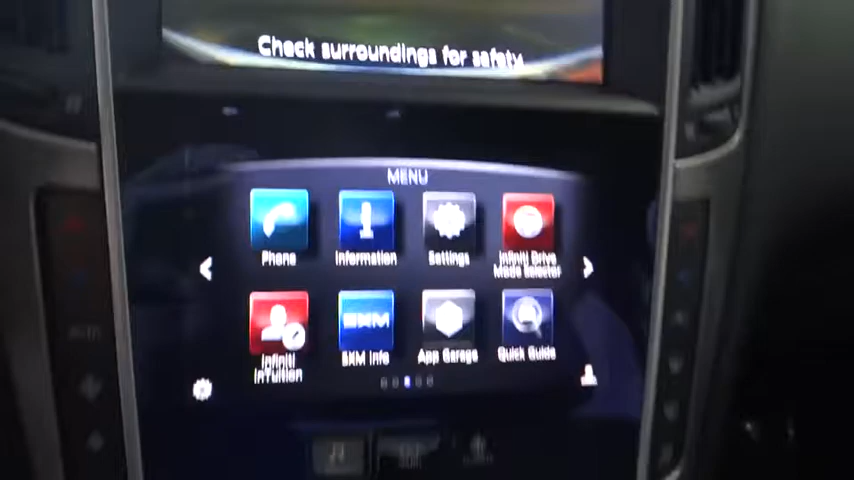 Check surroundings for safety
MENU
Phone
Information
Settings
Infiniti Drive
Mode Selector
Infiniti
InTuition
SXM
SXM Info
App Garage
Quick Guide